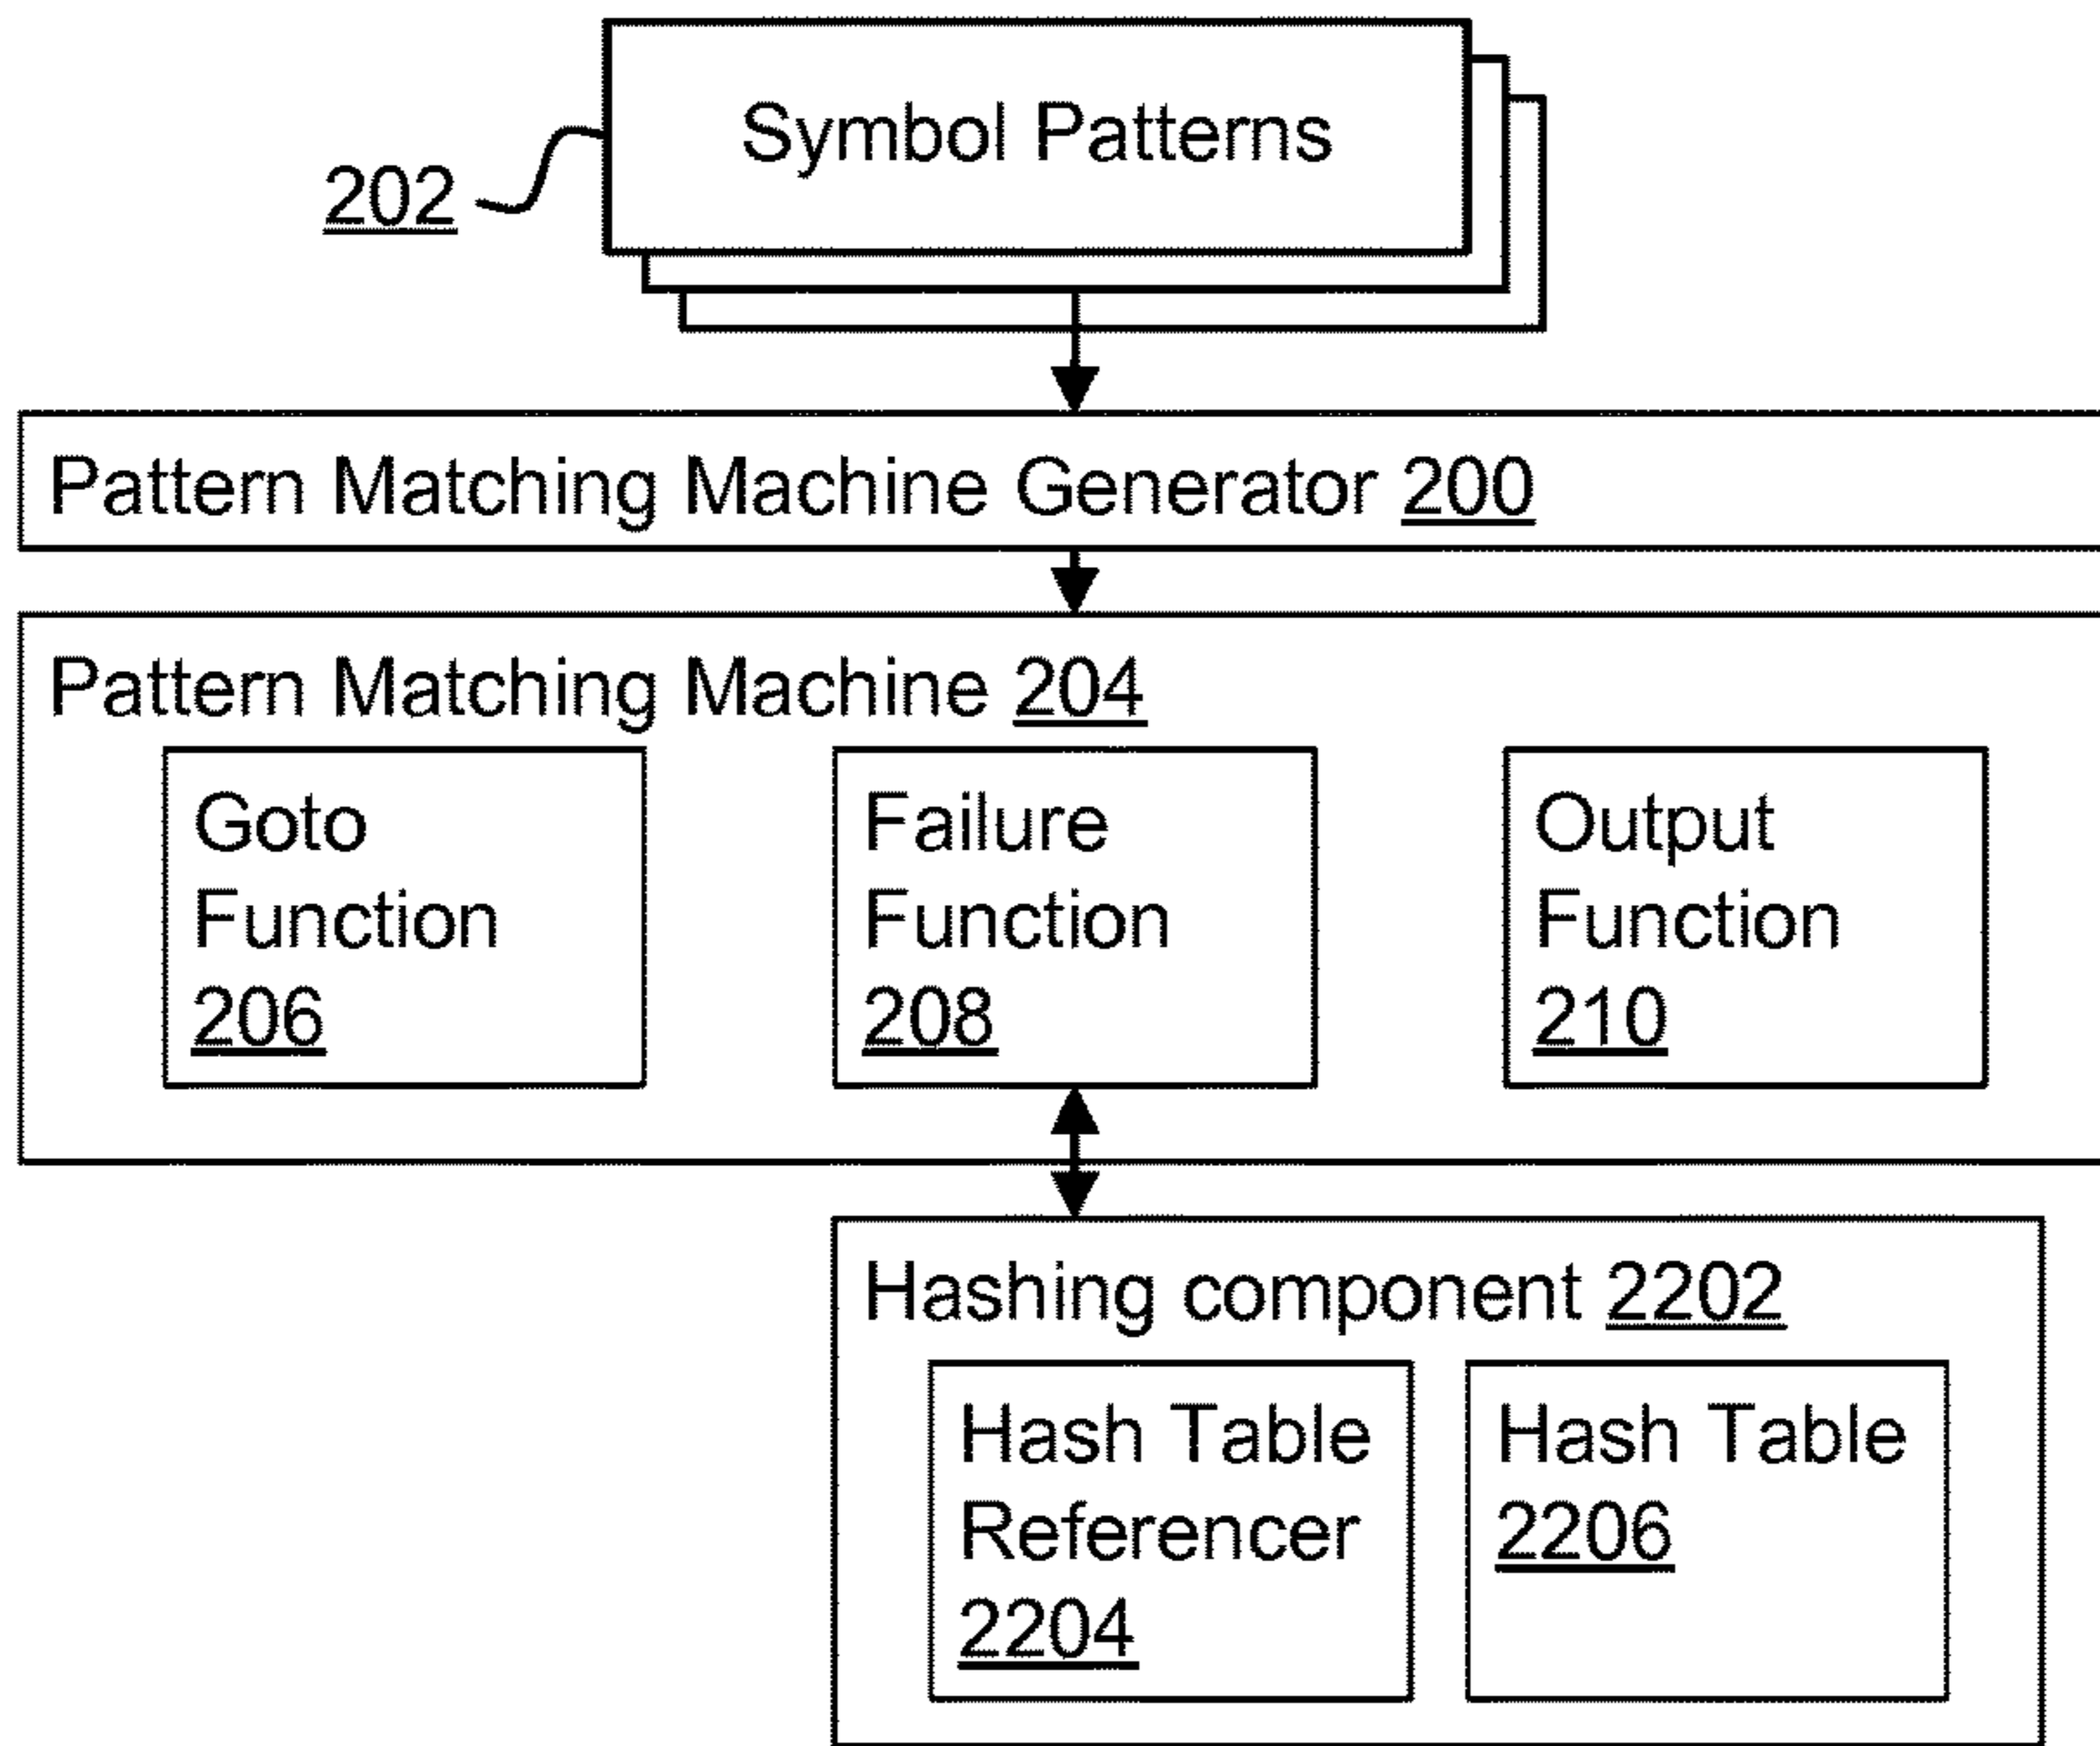 Symbol Patterns
202
Pattern Matching Machine Generator 200
Pattern Matching Machine 204
Goto
Function
206
Failure
Function
208
Output
Function
210
Hashing component 2202
Hash Table
Referencer
2204
Hash Table
2206